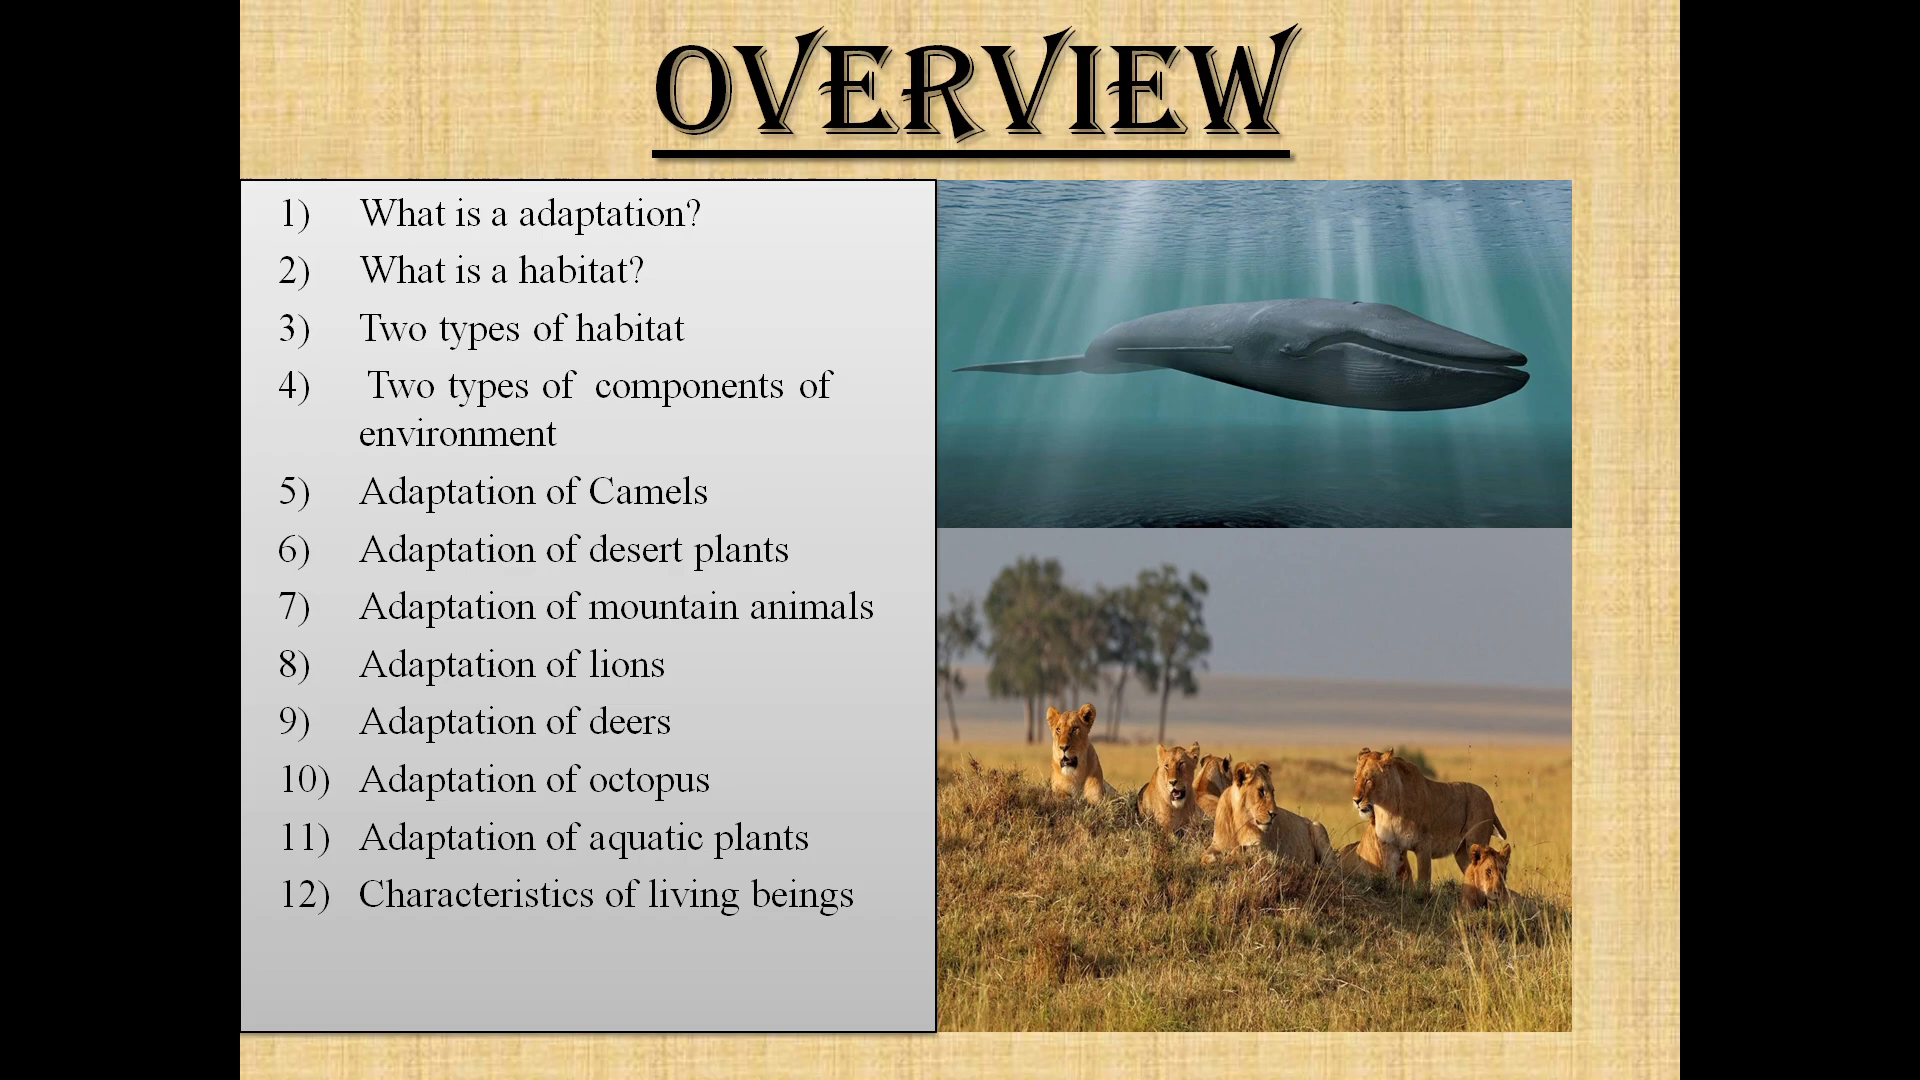 OVERVIEW
1) What is a adaptation?
2) What is a habitat?
3) Two types of habitat
4) Two types of components of
environment
5) Adaptation of Camels
6) Adaptation of desert plants
7) Adaptation of mountain animals
8) Adaptation of lions
9) Adaptation of deers
10) Adaptation of octopus
11) Adaptation of aquatic plants
12) Characteristics of living beings